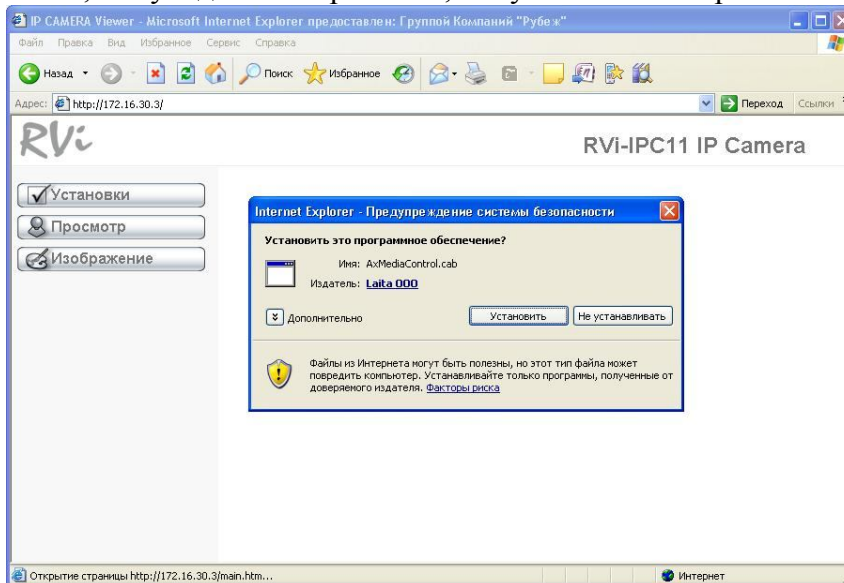 IP CAMERA Viewer - Microsoft Internet Explorer предоставлен: Группой Компаний "Рубеж"
Файл Правка Вид Избранное Сервис Справка
Назад Поиск Избранное
Адрес: http://172.16.30.3/ Переход Ссылки
RVi RVi-IPC11 IP Camera
Установки
Просмотр
Изображение
Internet Explorer - Предупреждение системы безопасности
Установить это программное обеспечение?
Имя: AxMediaControl.cab
Издатель: Laita OOO
Дополнительно Установить Не устанавливать
Файлы из Интернета могут быть полезны, но этот тип файла может
повредить компьютер. Устанавливайте только программы, полученные от
доверяемого издателя. Факторы риска
Открытие страницы http://172.16.30.3/main.htm... Интернет